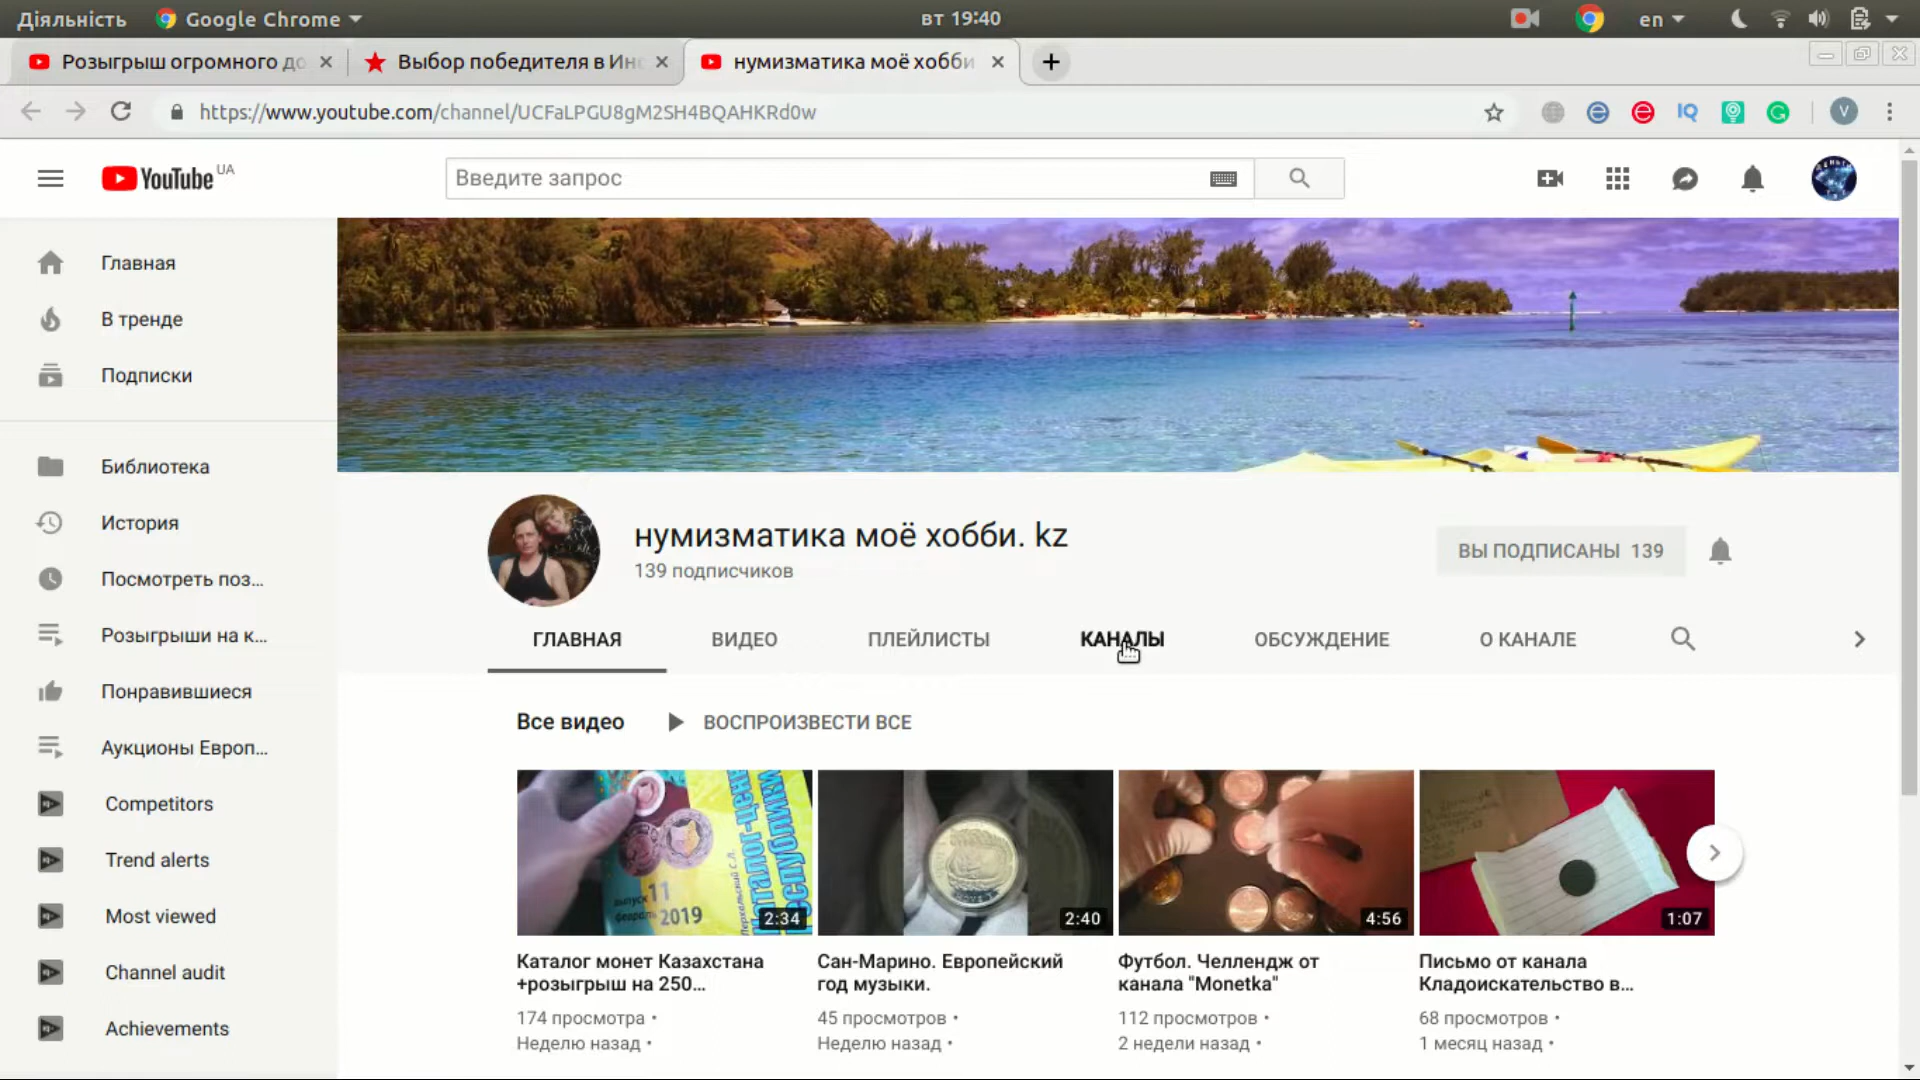 Діяльність Google Chrome вт 19:40 en
Розыгрыш огромного до Выбор победителя в Инс нумизматика моё хобби
https://www.youtube.com/channel/UCFaLPGU8gM2SH4BQAHKRd0w IQ V
YouTube UA Введите запрос
Главная
В тренде
Подписки
Библиотека
История
Посмотреть поз...
Розыгрыши на к...
Понравившиеся
Аукционы Европ...
Competitors
Trend alerts
Most viewed
Channel audit
Achievements
нумизматика моё хобби. kz
139 подписчиков
ВЫ ПОДПИСАНЫ 139
ГЛАВНАЯ ВИДЕО ПЛЕЙЛИСТЫ КАНАЛЫ ОБСУЖДЕНИЕ О КАНАЛЕ
Все видео ВОСПРОИЗВЕСТИ ВСЕ
выпуск 11
февраль 2019
2:34 2:40 4:56 1:07
Каталог монет Казахстана
+розыгрыш на 250...
174 просмотра •
Неделю назад •
Сан-Марино. Европейский
год музыки.
45 просмотров •
Неделю назад •
Футбол. Челлендж от
канала "Monetka"
112 просмотров •
2 недели назад •
Письмо от канала
Кладоискательство в...
68 просмотров •
1 месяц назад •